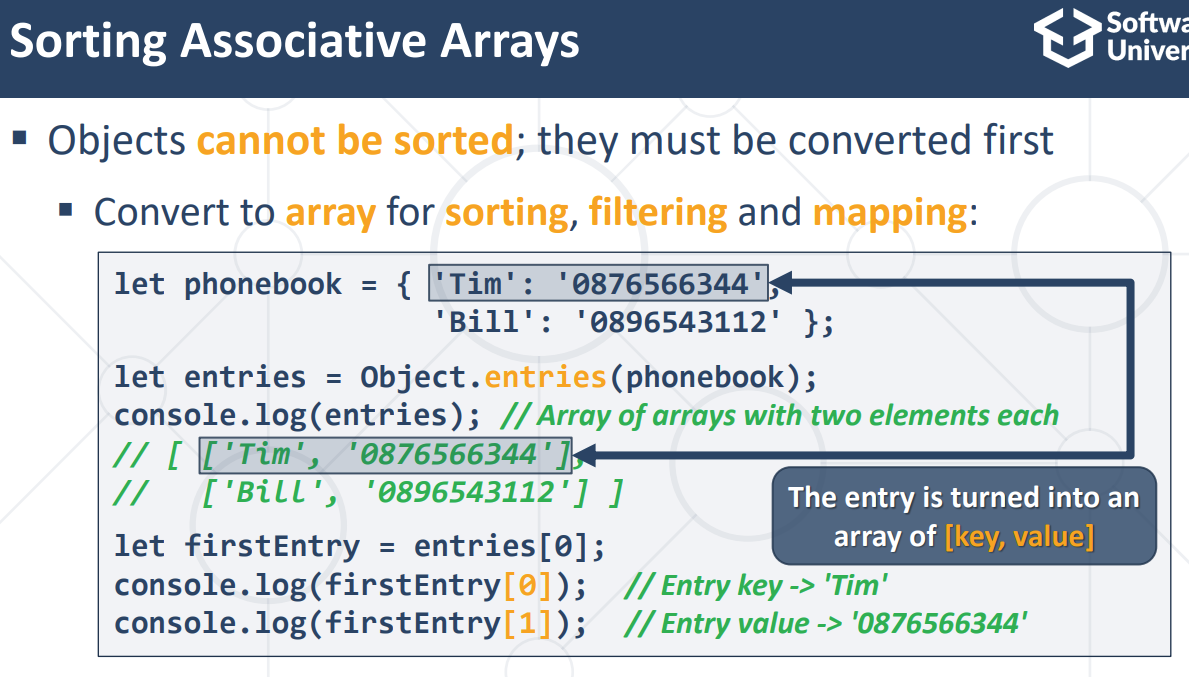 Sorting Associative Arrays
▪ Objects cannot be sorted; they must be converted first
▪ Convert to array for sorting, filtering and mapping:
let phonebook = { 'Tim': '0876566344',
'Bill': '0896543112' };
let entries = Object.entries(phonebook);
console.log(entries); // Array of arrays with two elements each
// [ ['Tim', '0876566344'],
// ['Bill', '0896543112'] ]
The entry is turned into an
array of [key, value]
let firstEntry = entries[0];
console.log(firstEntry[0]); // Entry key -> 'Tim'
console.log(firstEntry[1]); // Entry value -> '0876566344'